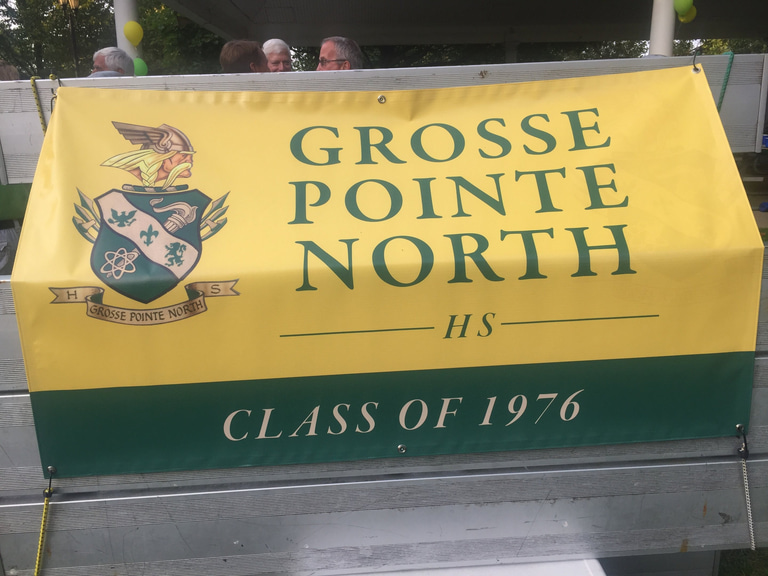 GROSSE
POINTE
NORTH
HS
CLASS OF 1976
H S
GROSSE POINTE NORTH